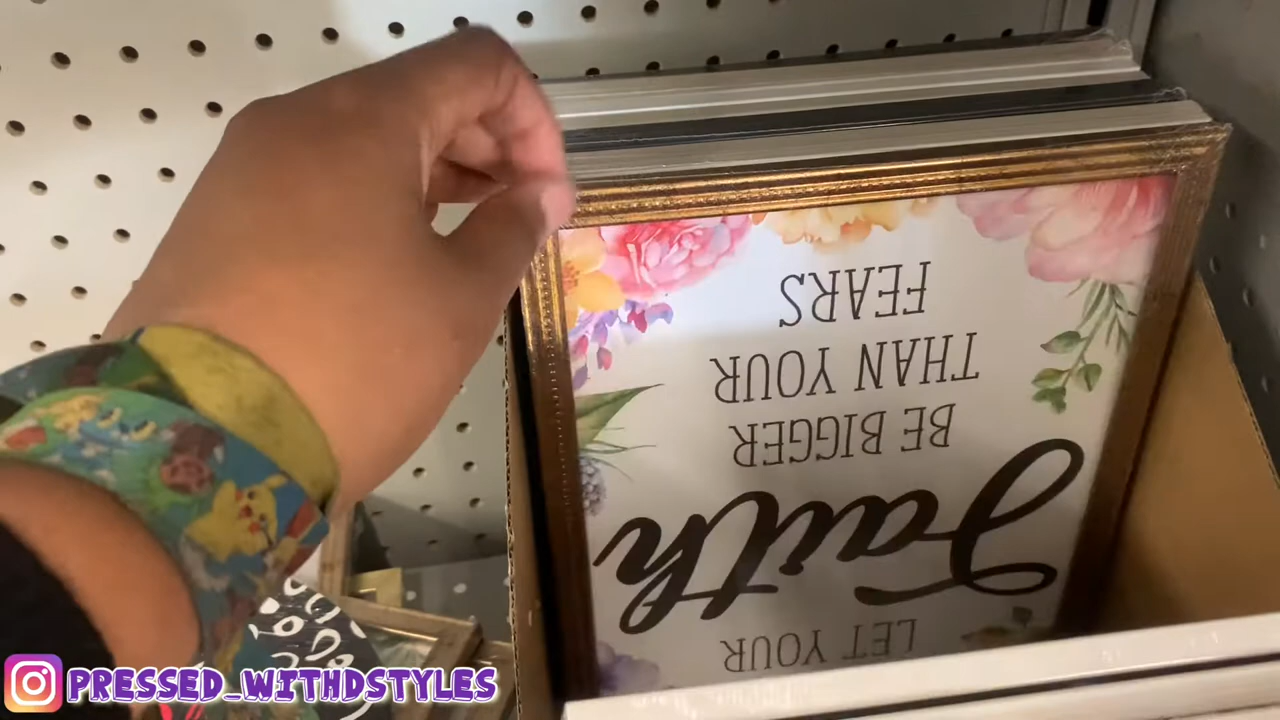 LET YOUR
Faith
BE BIGGER
THAN YOUR
FEARS
PRESSED_WITHDSTYLES